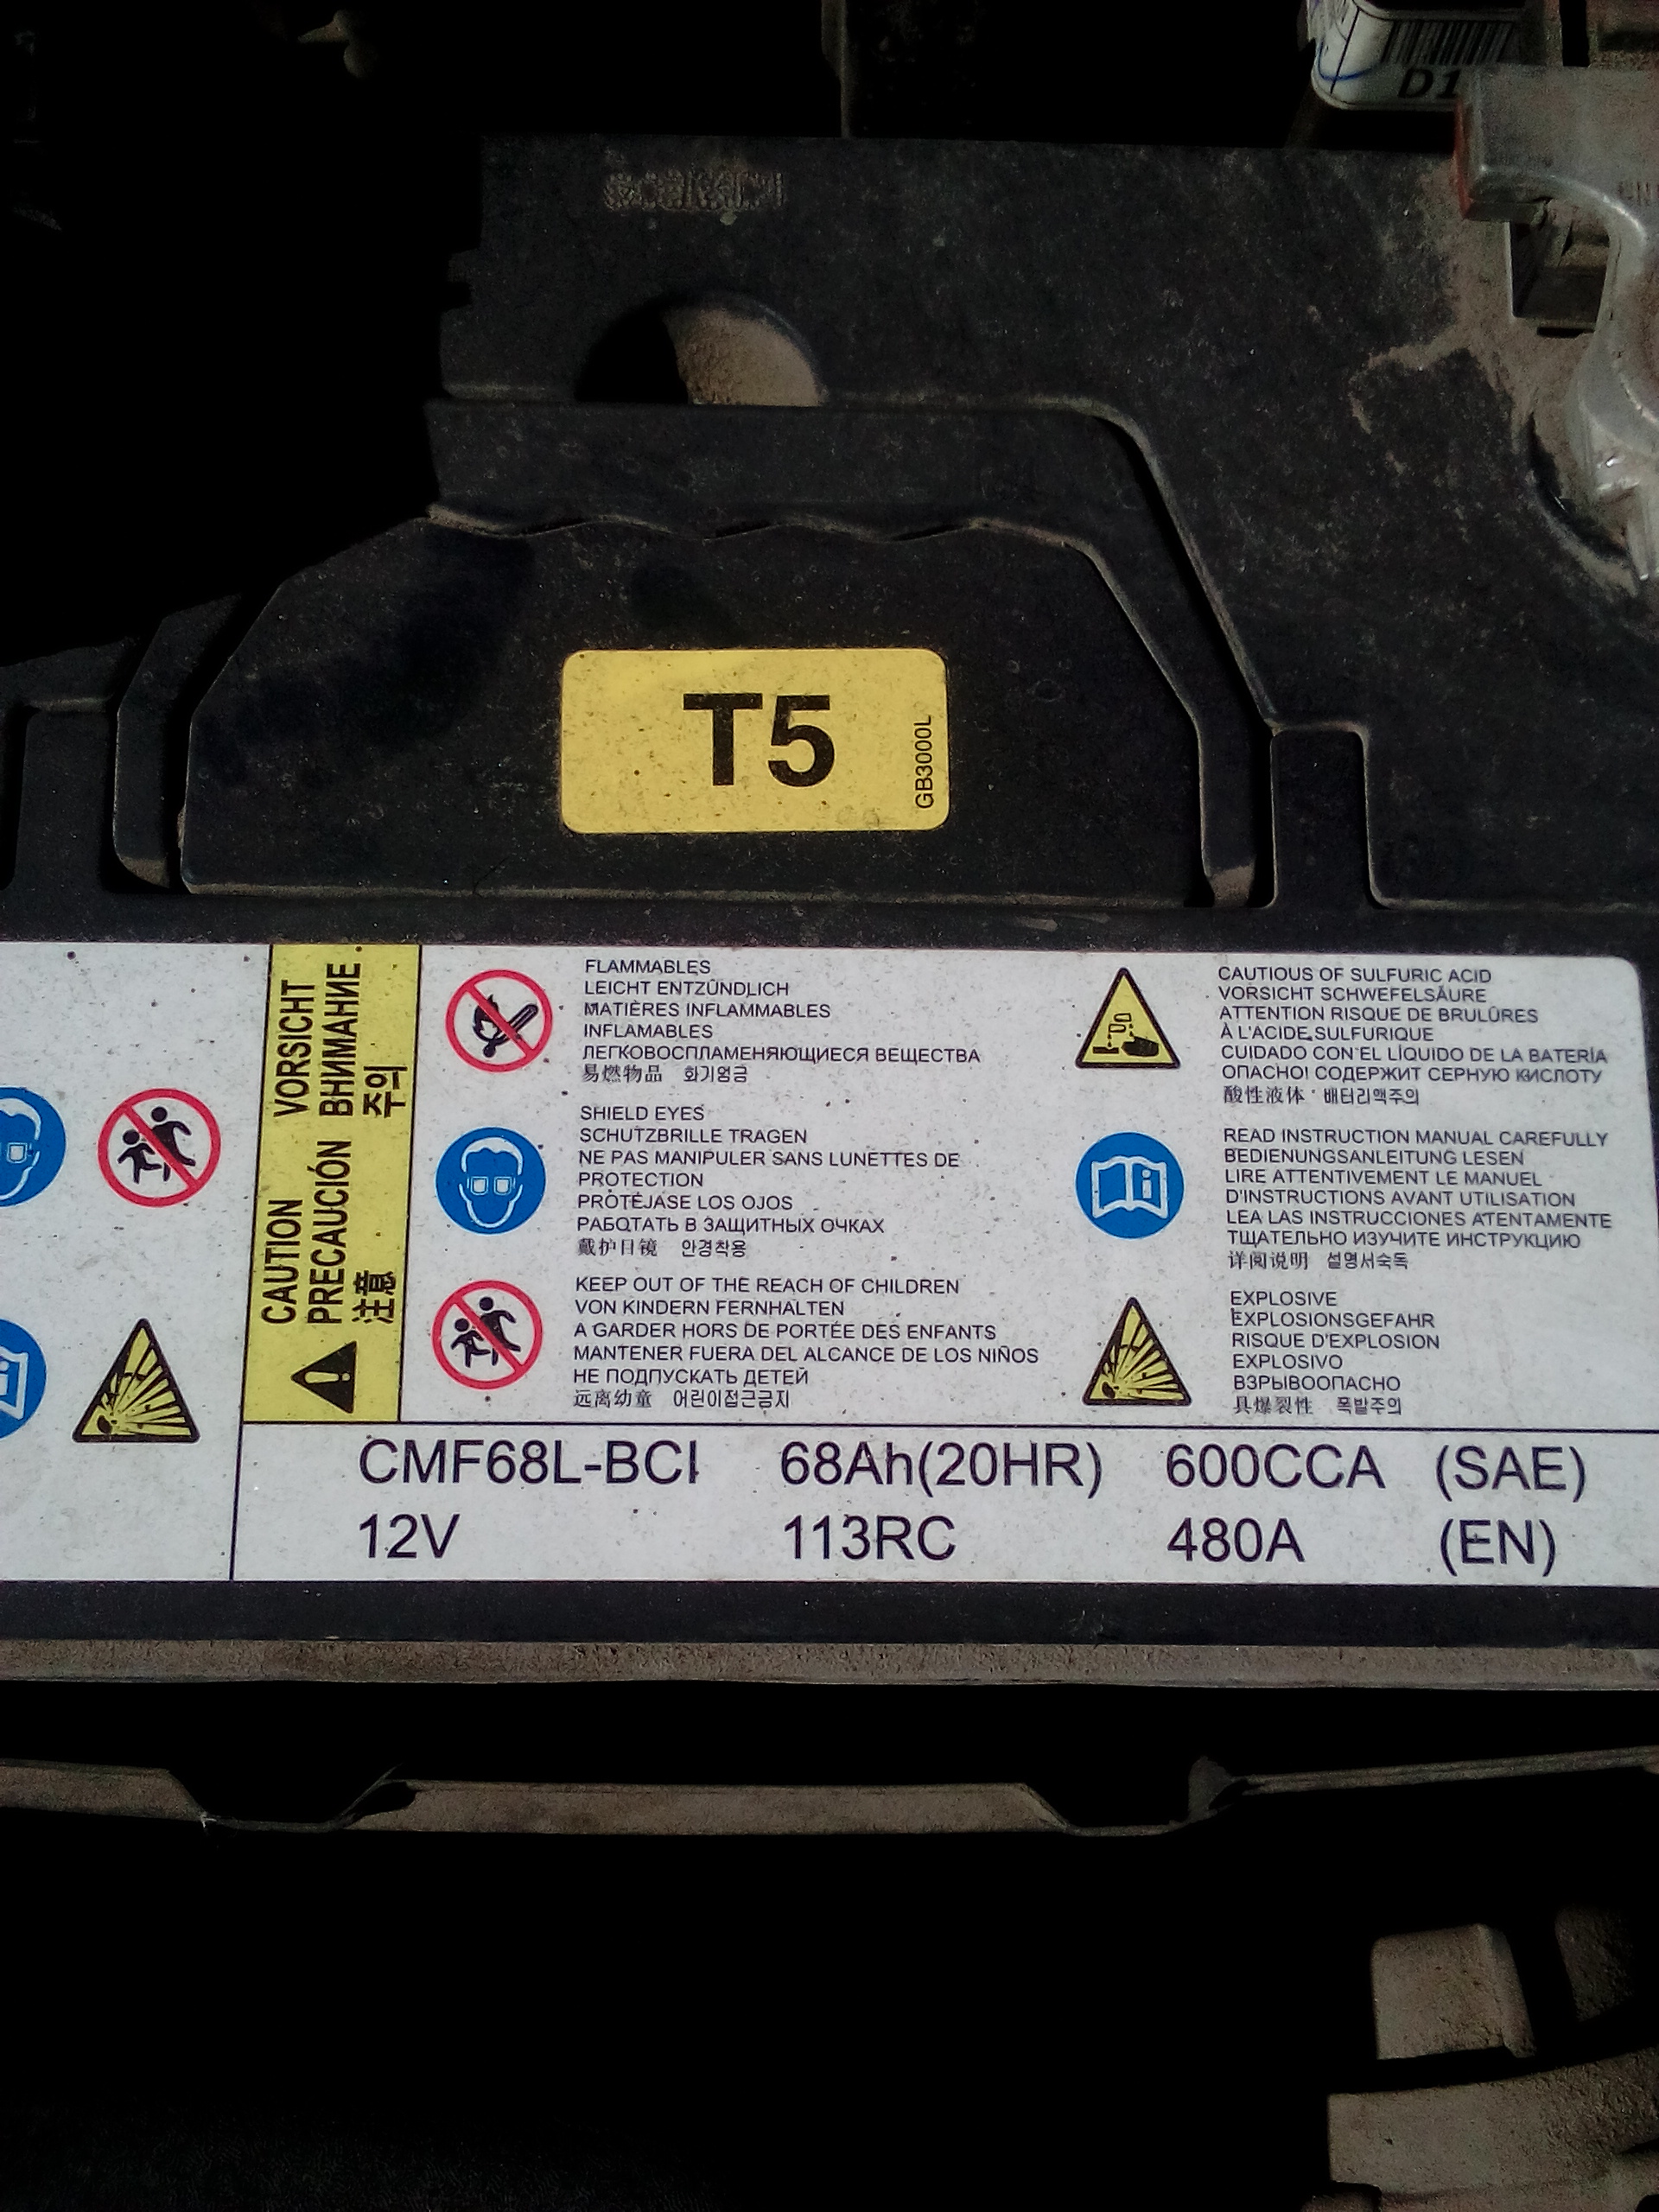 D1
T5
GB3000L
CAUTION VORSICHT
PRECAUCIÓN ВНИМАНИЕ
注意 주의
FLAMMABLES
LEICHT ENTZÜNDLICH
MATIÈRES INFLAMMABLES
INFLAMABLES
ЛЕГКОВОСПЛАМЕНЯЮЩИЕСЯ ВЕЩЕСТВА
易燃物品 화기엄금
SHIELD EYES
SCHUTZBRILLE TRAGEN
NE PAS MANIPULER SANS LUNETTES DE
PROTECTION
PROTÉJASE LOS OJOS
РАБОТАТЬ В ЗАЩИТНЫХ ОЧКАХ
戴护目镜 안경착용
KEEP OUT OF THE REACH OF CHILDREN
VON KINDERN FERNHALTEN
A GARDER HORS DE PORTÉE DES ENFANTS
MANTENER FUERA DEL ALCANCE DE LOS NIÑOS
НЕ ПОДПУСКАТЬ ДЕТЕЙ
远离幼童 어린이접근금지
CAUTIOUS OF SULFURIC ACID
VORSICHT SCHWEFELSÄURE
ATTENTION RISQUE DE BRULÛRES
À L'ACIDE SULFURIQUE
CUIDADO CON EL LÍQUIDO DE LA BATERÍA
ОПАСНО! СОДЕРЖИТ СЕРНУЮ КИСЛОТУ
酸性液体 배터리액주의
READ INSTRUCTION MANUAL CAREFULLY
BEDIENUNGSANLEITUNG LESEN
LIRE ATTENTIVEMENT LE MANUEL
D'INSTRUCTIONS AVANT UTILISATION
LEA LAS INSTRUCCIONES ATENTAMENTE
ТЩАТЕЛЬНО ИЗУЧИТЕ ИНСТРУКЦИЮ
详阅说明 설명서숙독
EXPLOSIVE
EXPLOSIONSGEFAHR
RISQUE D'EXPLOSION
EXPLOSIVO
ВЗРЫВООПАСНО
具爆裂性 폭발주의
CMF68L-BCI 68Ah(20HR) 600CCA (SAE)
12V 113RC 480A (EN)